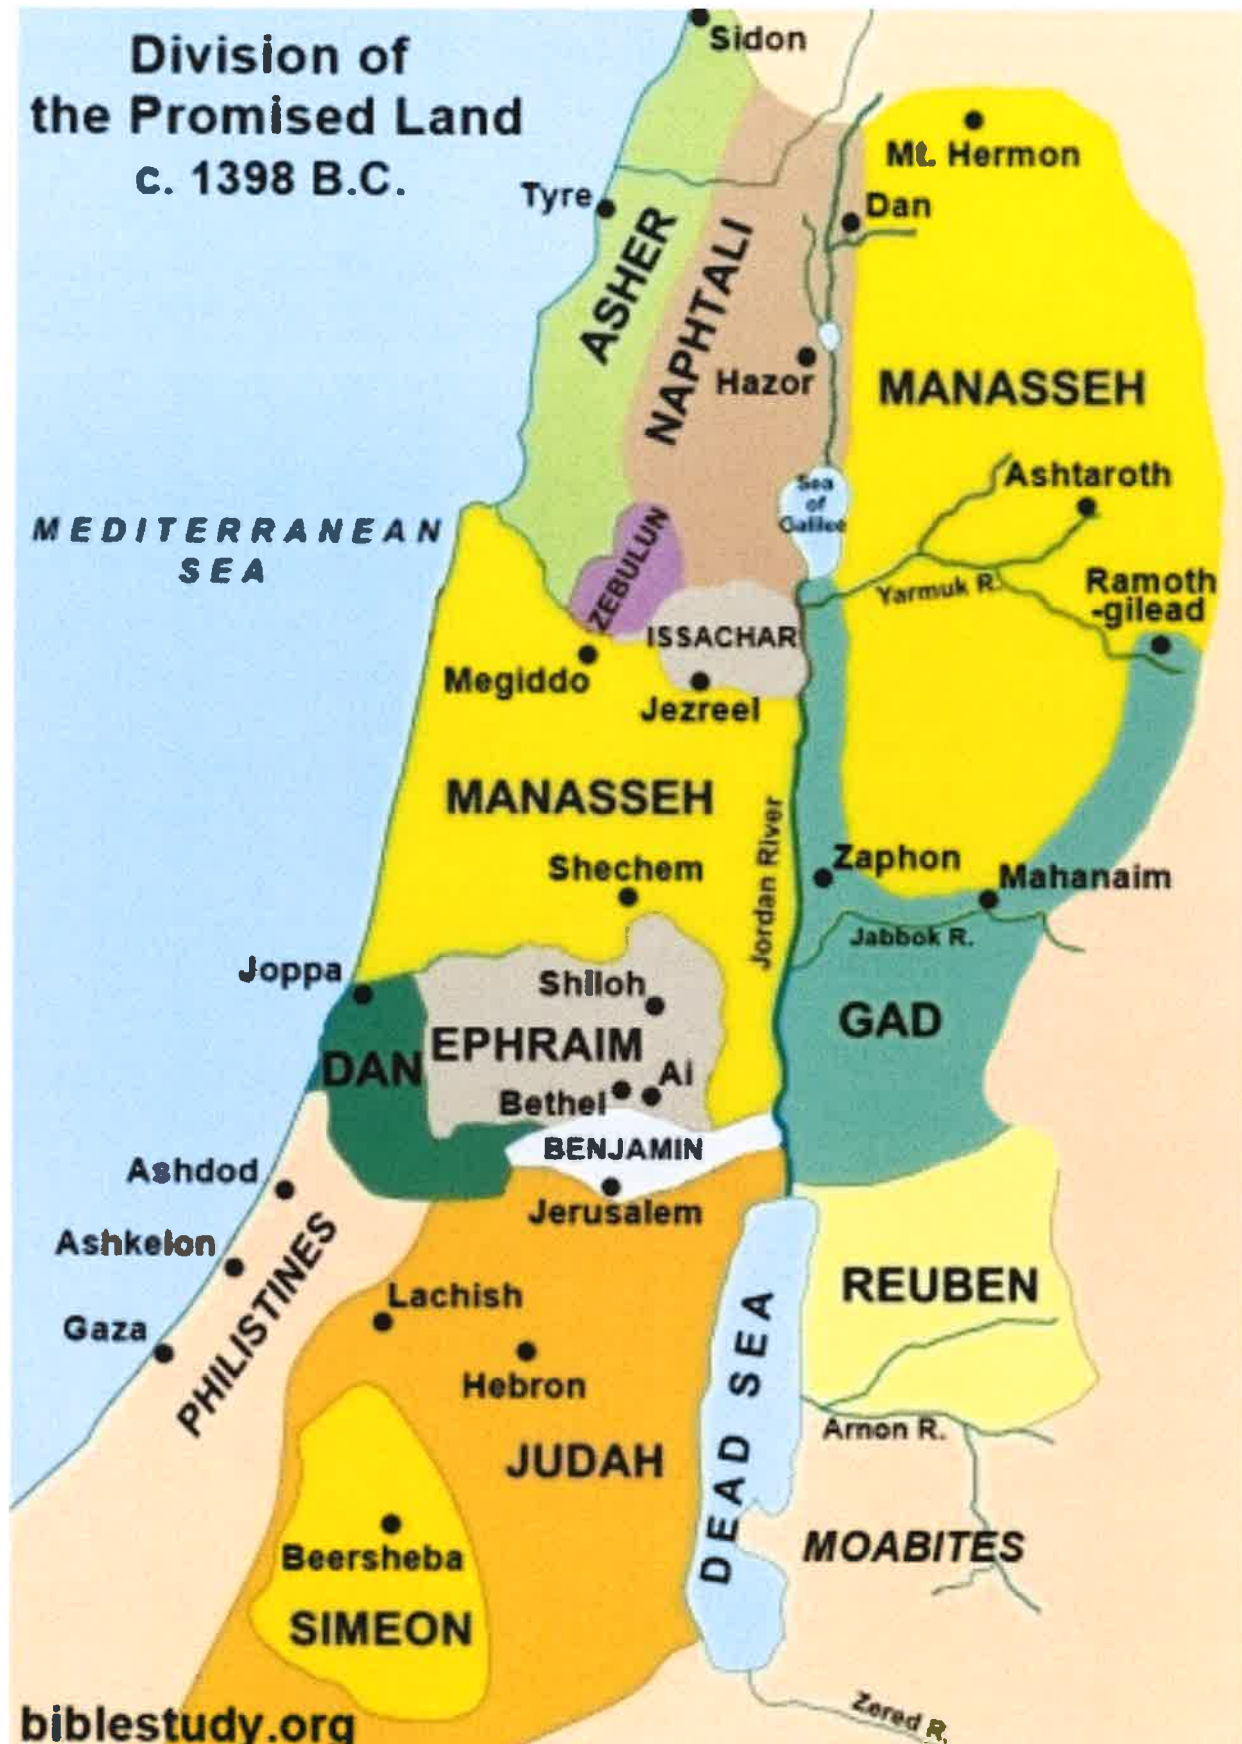 Division of
the Promised Land
c. 1398 B.C.
Sidon
Mt. Hermon
Tyre
Dan
ASHER
NAPHTALI
Hazor
MANASSEH
Ashtaroth
Sea
of
Galilee
MEDITERRANEAN
SEA
ZEBULUN
Yarmuk R.
Ramoth
-gilead
ISSACHAR
Megiddo
Jezreel
MANASSEH
Jordan River
Shechem
Zaphon
Mahanaim
Jabbok R.
Joppa
Shiloh
GAD
DAN
EPHRAIM
Ai
Bethel
BENJAMIN
Ashdod
Jerusalem
Ashkelon
PHILISTINES
REUBEN
Lachish
Gaza
Hebron
DEAD SEA
Arnon R.
JUDAH
MOABITES
Beersheba
SIMEON
Zered R.
biblestudy.org